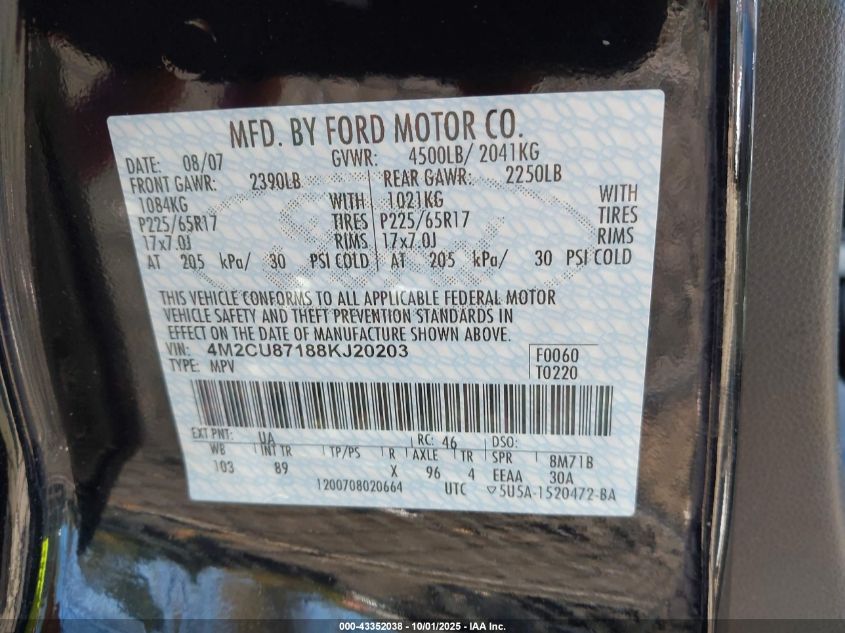 MFD. BY FORD MOTOR CO.
DATE: 08/07 GVWR: 4500LB/ 2041KG
FRONT GAWR: 2390LB REAR GAWR: 2250LB
1084KG WITH 1021KG WITH
P225/65R17 TIRES P225/65R17 TIRES
17x7.0J RIMS 17x7.0J RIMS
AT 205 kPa/ 30 PSI COLD AT 205 kPa/ 30 PSI COLD
THIS VEHICLE CONFORMS TO ALL APPLICABLE FEDERAL MOTOR
VEHICLE SAFETY AND THEFT PREVENTION STANDARDS IN
EFFECT ON THE DATE OF MANUFACTURE SHOWN ABOVE.
VIN: 4M2CU87188KJ20203 F0060
TYPE: MPV T0220
EXT PNT: UA RC: 46 DSO:
WB INT TR TP/PS R AXLE TR SPR 8M71B
103 89 X 96 4 EEAA 30A
1200708020664 UTC ▽5U5A-1520472-BA
000-43352038 - 10/01/2025 - IAA Inc.